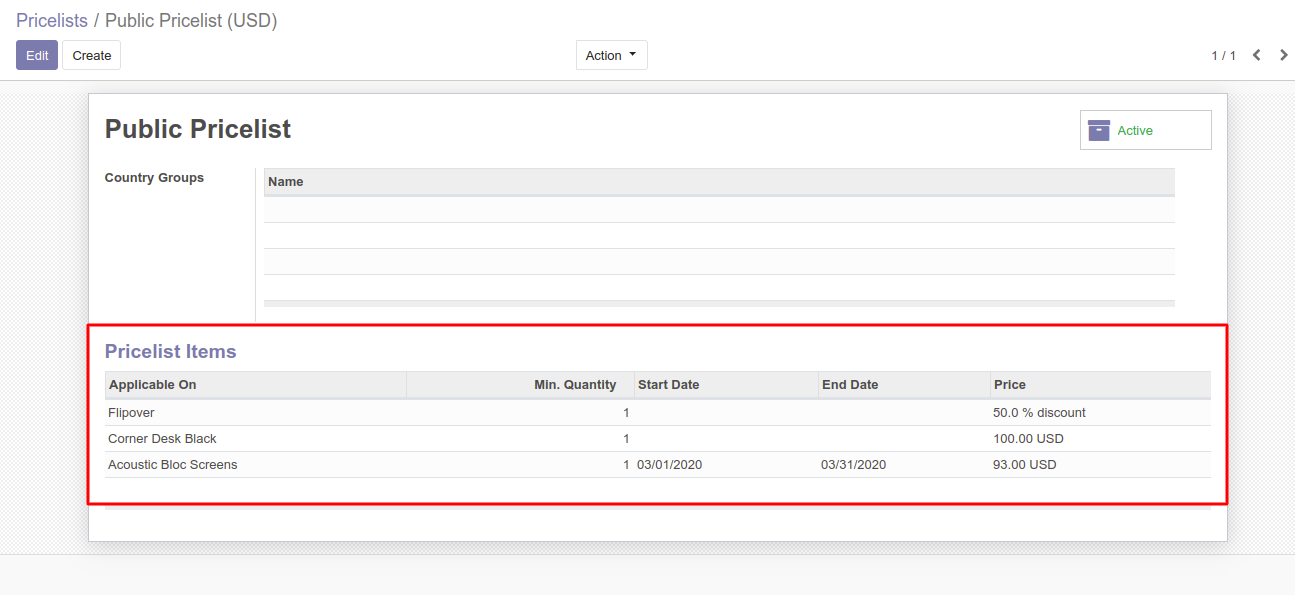 Pricelists / Public Pricelist (USD)
Edit Create Action 1 / 1
Public Pricelist
Active
Country Groups Name
Pricelist Items
Applicable On Min. Quantity Start Date End Date Price
Flipover 1 50.0 % discount
Corner Desk Black 1 100.00 USD
Acoustic Bloc Screens 1 03/01/2020 03/31/2020 93.00 USD